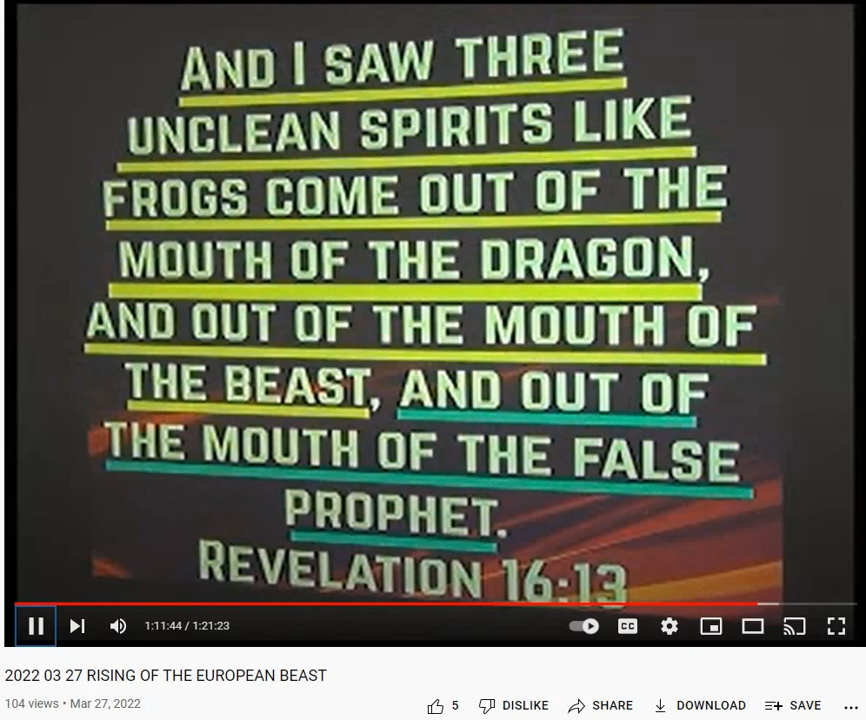 AND I SAW THREE
UNCLEAN SPIRITS LIKE
FROGS COME OUT OF THE
MOUTH OF THE DRAGON,
AND OUT OF THE MOUTH OF
THE BEAST, AND OUT OF
THE MOUTH OF THE FALSE
PROPHET.
REVELATION 16:13
1:11:44 / 1:21:23
CC
2022 03 27 RISING OF THE EUROPEAN BEAST
104 views • Mar 27, 2022
5 DISLIKE SHARE DOWNLOAD SAVE